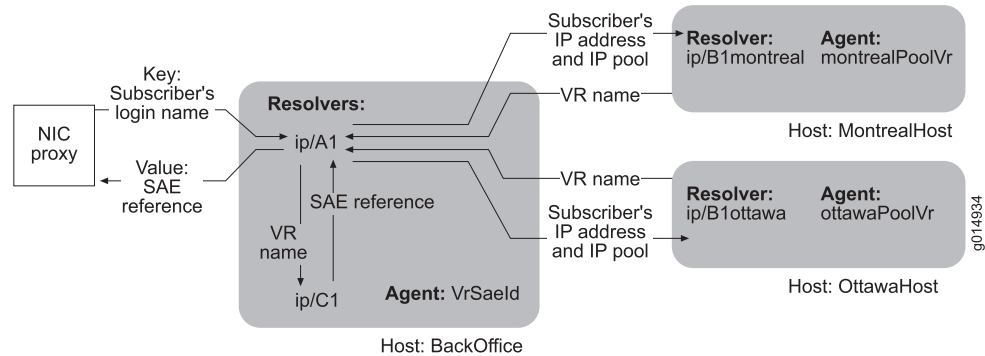 Key:
Subscriber's
login name
NIC
proxy
Value:
SAE
reference
Resolvers:
ip/A1
SAE reference
VR
name
ip/C1
Agent: VrSaeId
Host: BackOffice
Subscriber's
IP address
and IP pool
VR name
VR name
Subscriber's
IP address
and IP pool
Resolver: Agent:
ip/B1montreal montrealPoolVr
Host: MontrealHost
Resolver: Agent:
ip/B1ottawa ottawaPoolVr
Host: OttawaHost
g014934